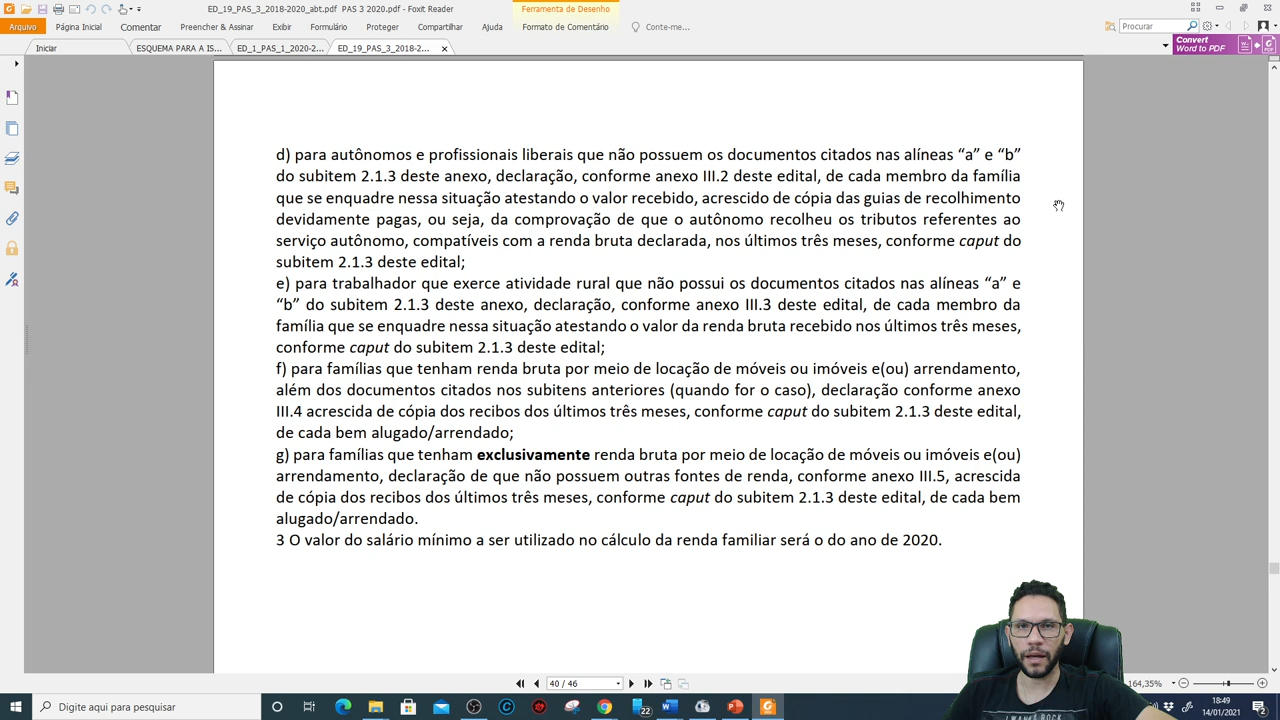 ED_19_PAS_3_2018-2020_abt.pdf PAS 3 2020.pdf - Foxit Reader
Ferramenta de Desenho
Arquivo
Página Inicial
Comentar
Preencher & Assinar
Exibir
Formulário
Proteger
Compartilhar
Ajuda
Formato de Comentário
Conte-me...
Procurar
Iniciar
ESQUEMA PARA A IS...
ED_1_PAS_1_2020-2...
ED_19_PAS_3_2018-2...
Convert
Word to PDF
d) para autônomos e profissionais liberais que não possuem os documentos citados nas alíneas “a” e “b”
do subitem 2.1.3 deste anexo, declaração, conforme anexo III.2 deste edital, de cada membro da família
que se enquadre nessa situação atestando o valor recebido, acrescido de cópia das guias de recolhimento
devidamente pagas, ou seja, da comprovação de que o autônomo recolheu os tributos referentes ao
serviço autônomo, compatíveis com a renda bruta declarada, nos últimos três meses, conforme caput do
subitem 2.1.3 deste edital;
e) para trabalhador que exerce atividade rural que não possui os documentos citados nas alíneas “a” e
“b” do subitem 2.1.3 deste anexo, declaração, conforme anexo III.3 deste edital, de cada membro da
família que se enquadre nessa situação atestando o valor da renda bruta recebido nos últimos três meses,
conforme caput do subitem 2.1.3 deste edital;
f) para famílias que tenham renda bruta por meio de locação de móveis ou imóveis e(ou) arrendamento,
além dos documentos citados nos subitens anteriores (quando for o caso), declaração conforme anexo
III.4 acrescida de cópia dos recibos dos últimos três meses, conforme caput do subitem 2.1.3 deste edital,
de cada bem alugado/arrendado;
g) para famílias que tenham exclusivamente renda bruta por meio de locação de móveis ou imóveis e(ou)
arrendamento, declaração de que não possuem outras fontes de renda, conforme anexo III.5, acrescida
de cópia dos recibos dos últimos três meses, conforme caput do subitem 2.1.3 deste edital, de cada bem
alugado/arrendado.
3 O valor do salário mínimo a ser utilizado no cálculo da renda familiar será o do ano de 2020.
40 / 46
164,35%
Digite aqui para pesquisar
22
18:49
14/01/2021
2